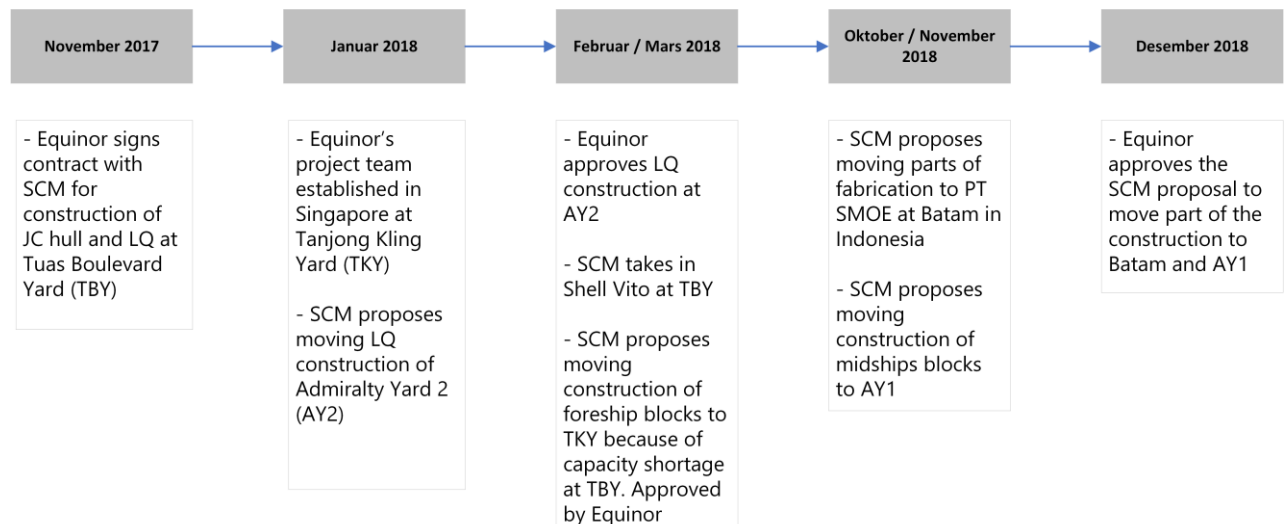 November 2017
Januar 2018
Februar / Mars 2018
Oktober / November
2018
Desember 2018
- Equinor signs
contract with
SCM for
construction of
JC hull and LQ at
Tuas Boulevard
Yard (TBY)
- Equinor’s
project team
established in
Singapore at
Tanjong Kling
Yard (TKY)
- SCM proposes
moving LQ
construction of
Admiralty Yard 2
(AY2)
- Equinor
approves LQ
construction at
AY2
- SCM takes in
Shell Vito at TBY
- SCM proposes
moving
construction of
foreship blocks to
TKY because of
capacity shortage
at TBY. Approved
by Equinor
- SCM proposes
moving parts of
fabrication to PT
SMOE at Batam in
Indonesia
- SCM proposes
moving
construction of
midships blocks
to AY1
- Equinor
approves the
SCM proposal to
move part of the
construction to
Batam and AY1